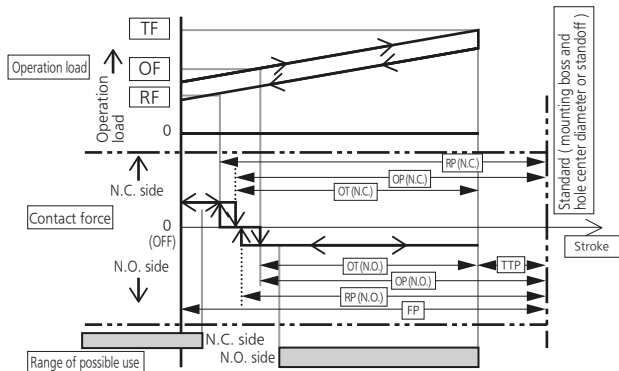 TF
Operation load
OF
RF
Operation
load
0
Standard ( mounting boss and
hole center diameter or standoff)
RP(N.C.)
OP(N.C.)
OT(N.C.)
N.C. side
Contact force
0
(OFF)
Stroke
N.O. side
OT(N.O.)
TTP
OP(N.O.)
RP(N.O.)
FP
N.C. side
Range of possible use
N.O. side